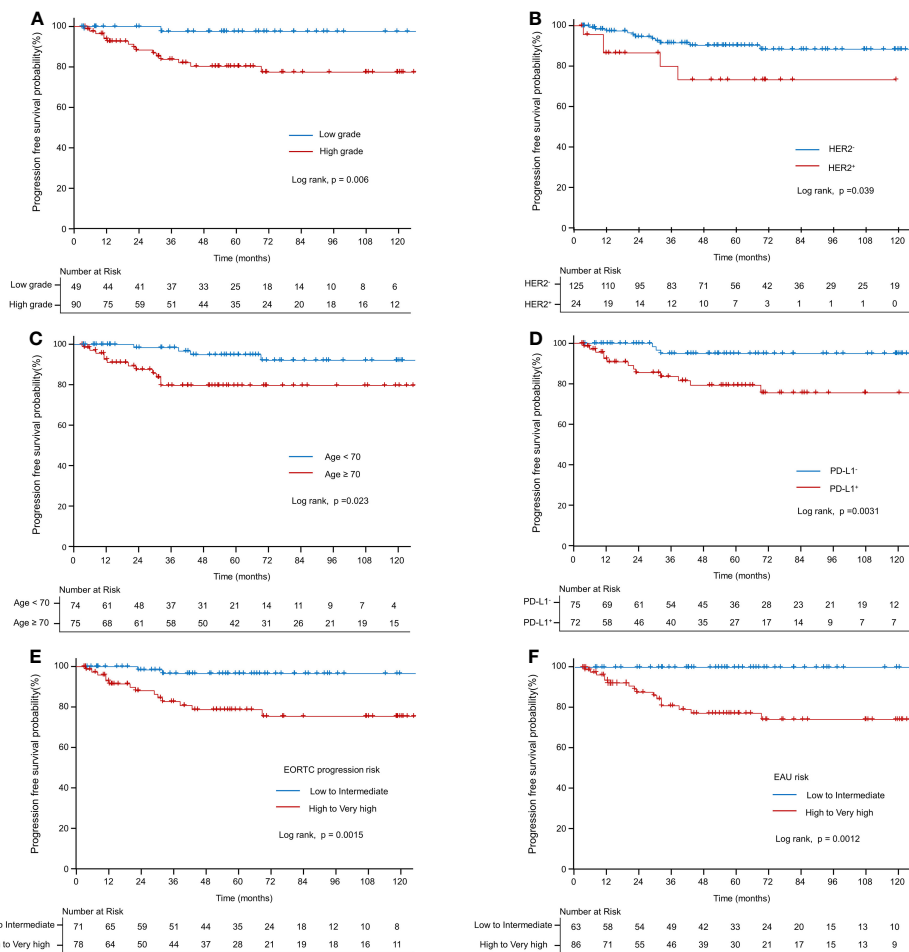 A
Progression free survival probability(%)
100
80
60
40
20
0
Low grade
High grade
Log rank, p = 0.006
0 12 24 36 48 60 72 84 96 108 120
Time (months)
Number at Risk
Low grade 49 44 41 37 33 25 18 14 10 8 6
High grade 90 75 59 51 44 35 24 20 18 16 12
B
Progression free survival probability(%)
100
80
60
40
20
0
HER2-
HER2+
Log rank, p =0.039
0 12 24 36 48 60 72 84 96 108 120
Time (months)
Number at Risk
HER2- 125 110 95 83 71 56 42 36 29 25 19
HER2+ 24 19 14 12 10 7 3 1 1 1 0
C
Progression free survival probability(%)
100
80
60
40
20
0
Age < 70
Age ≥ 70
Log rank, p =0.023
0 12 24 36 48 60 72 84 96 108 120
Time (months)
Number at Risk
Age < 70 74 61 48 37 31 21 14 11 9 7 4
Age ≥ 70 75 68 61 58 50 42 31 26 21 19 15
D
Progression free survival probability(%)
100
80
60
40
20
0
PD-L1-
PD-L1+
Log rank, p =0.0031
0 12 24 36 48 60 72 84 96 108 120
Time (months)
Number at Risk
PD-L1- 75 69 61 54 45 36 28 23 21 19 12
PD-L1+ 72 58 46 40 35 27 17 14 9 7 7
E
Progression free survival probability(%)
100
80
60
40
20
0
EORTC progression risk
Low to Intermediate
High to Very high
Log rank, p = 0.0015
0 12 24 36 48 60 72 84 96 108 120
Time (months)
Number at Risk
o Intermediate 71 65 59 51 44 35 24 18 12 10 8
to Very high 78 64 50 44 37 28 21 19 18 16 11
F
Progression free survival probability(%)
100
80
60
40
20
0
EAU risk
Low to Intermediate
High to Very high
Log rank, p = 0.0012
0 12 24 36 48 60 72 84 96 108 120
Time (months)
Number at Risk
Low to Intermediate 63 58 54 49 42 33 24 20 15 13 10
High to Very high 86 71 55 46 39 30 21 17 15 13 9